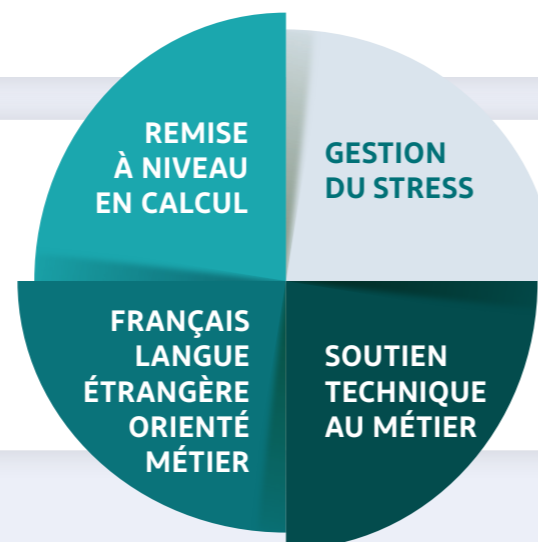 REMISE
À NIVEAU
EN CALCUL
GESTION
DU STRESS
FRANÇAIS
LANGUE
ÉTRANGÈRE
ORIENTÉ
MÉTIER
SOUTIEN
TECHNIQUE
AU MÉTIER